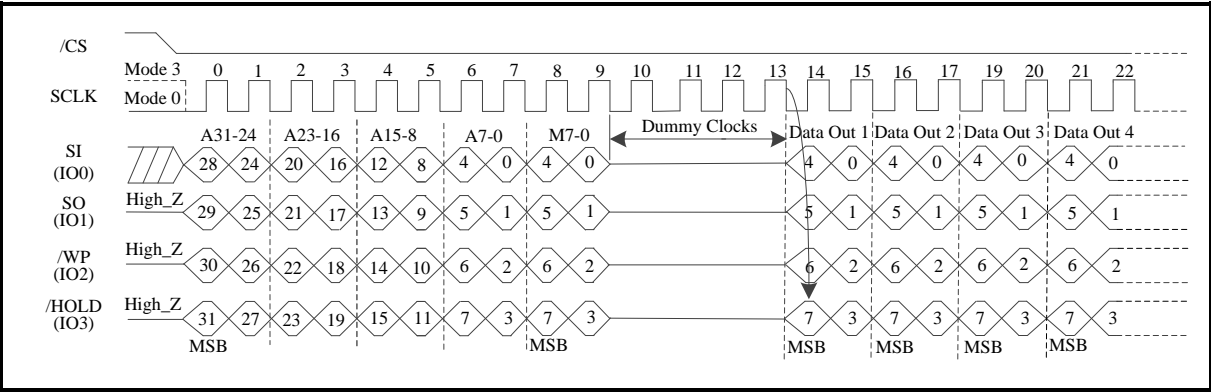 /CS
Mode 3 0 1 2 3 4 5 6 7 8 9 10 11 12 13 14 15 16 17 19 20 21 22
SCLK Mode 0
A31-24 A23-16 A15-8 A7-0 M7-0 Dummy Clocks Data Out 1 Data Out 2 Data Out 3 Data Out 4
SI
(IO0)
28 24 20 16 12 8 4 0 4 0 4 0 4 0 4 0 4 0
SO
(IO1)
High_Z 29 25 21 17 13 9 5 1 5 1 5 1 5 1 5 1 5 1
/WP
(IO2)
High_Z 30 26 22 18 14 10 6 2 6 2 6 2 6 2 6 2 6 2
/HOLD
(IO3)
High_Z 31 27 23 19 15 11 7 3 7 3 7 3 7 3 7 3 7 3
MSB MSB MSB MSB MSB MSB